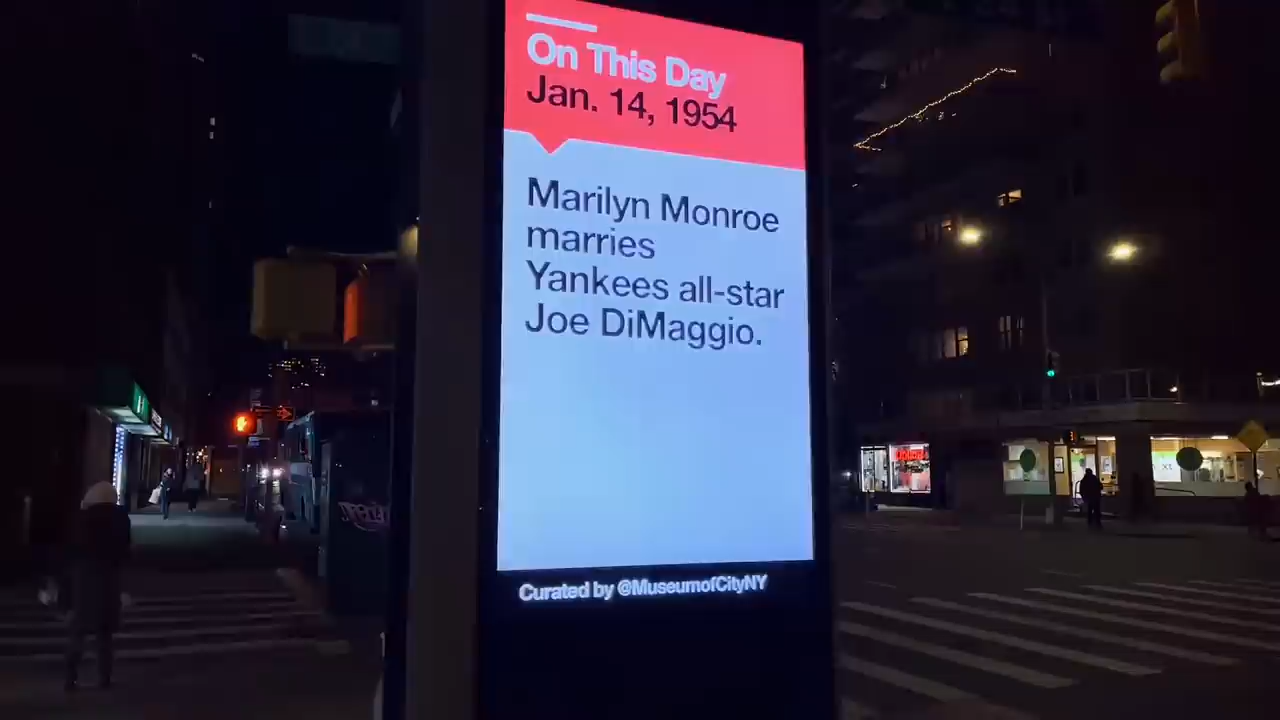 On This Day
Jan. 14, 1954
Marilyn Monroe
marries
Yankees all-star
Joe DiMaggio.
Curated by @MuseumofCityNY